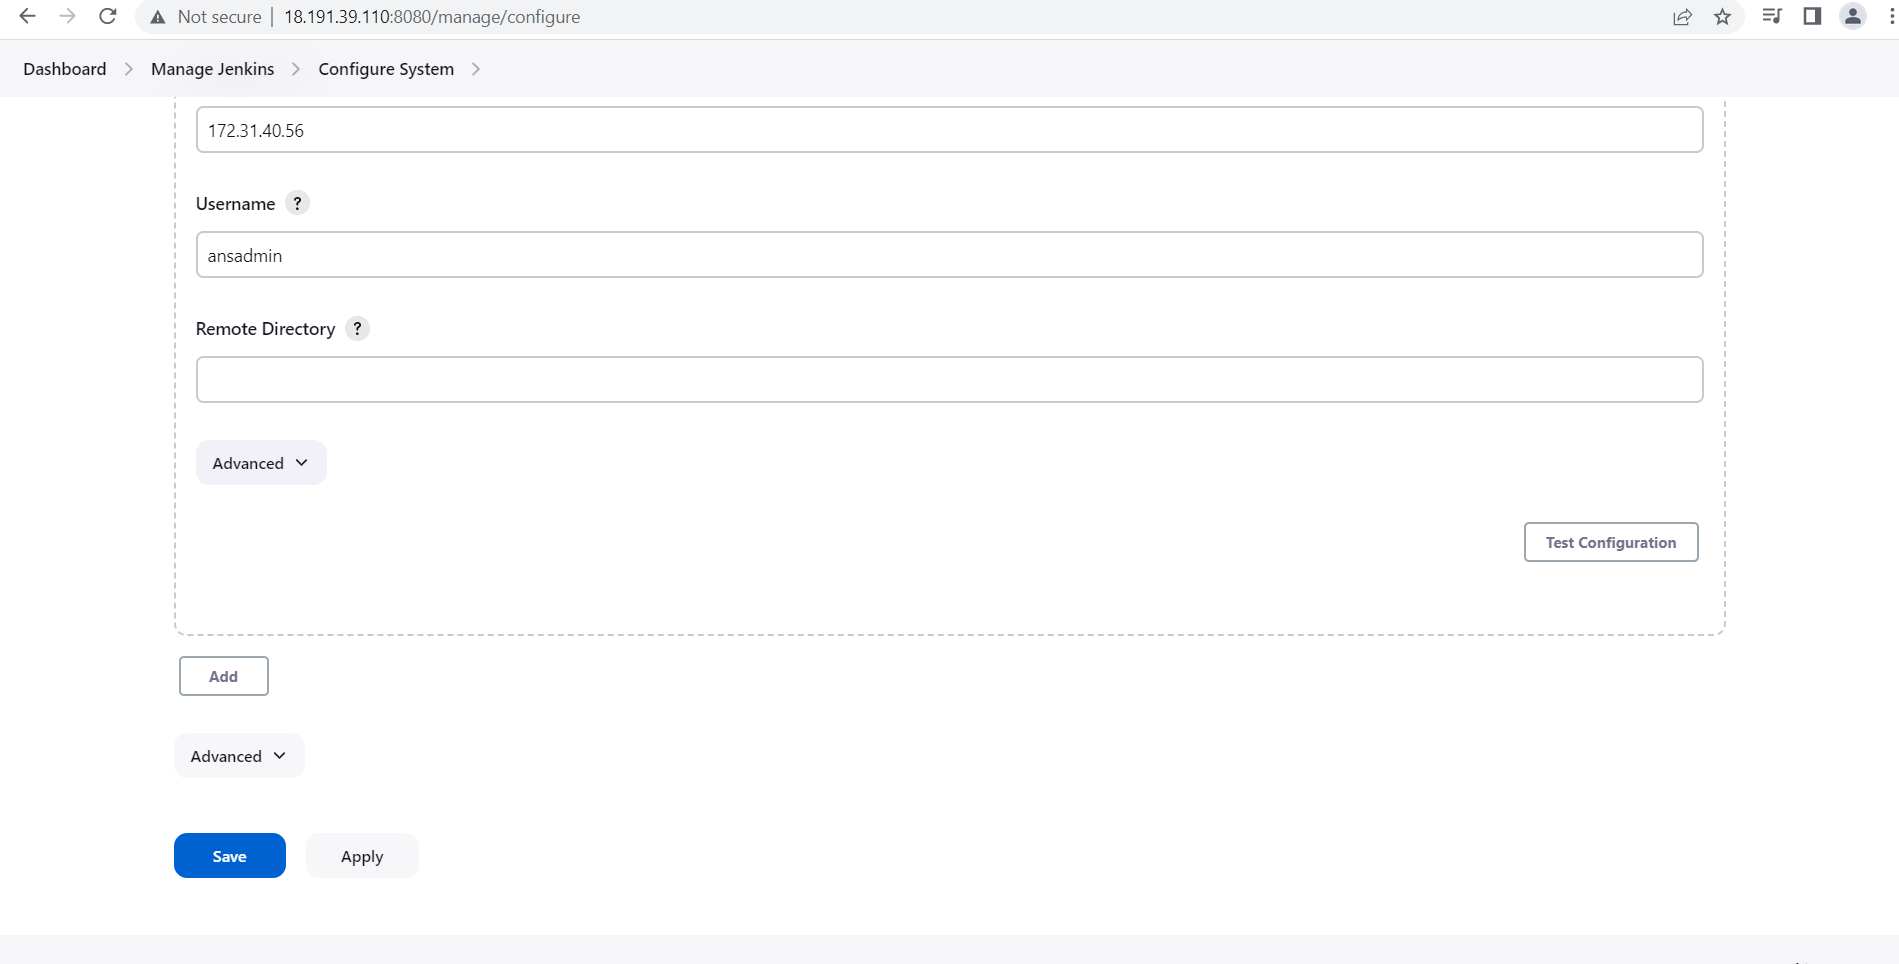 Not secure | 18.191.39.110:8080/manage/configure
Dashboard > Manage Jenkins > Configure System >
172.31.40.56
Username ?
ansadmin
Remote Directory ?
Advanced
Test Configuration
Add
Advanced
Save Apply